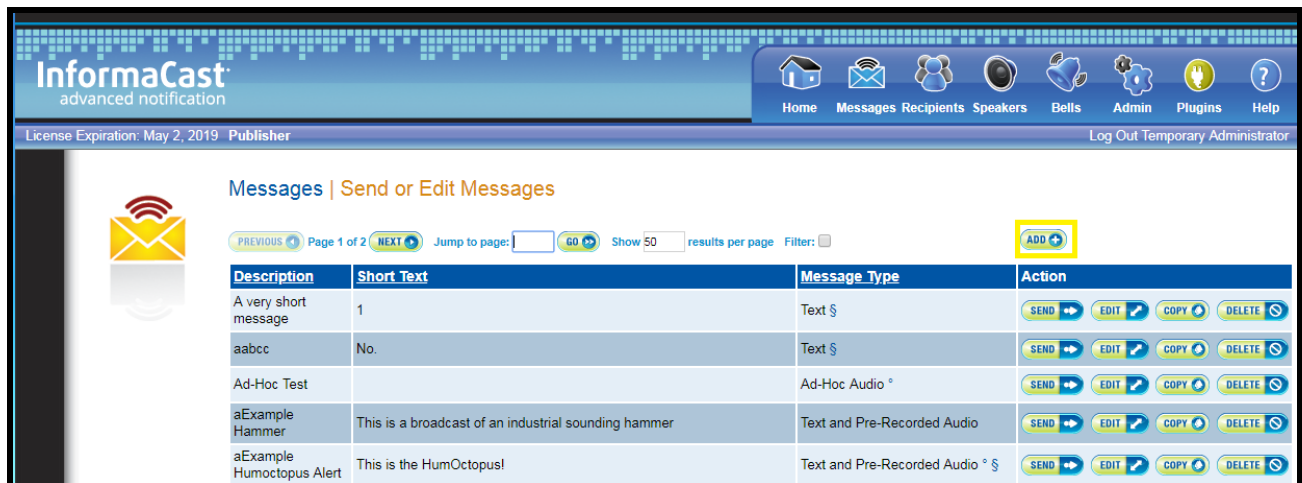 InformaCast
advanced notification
Home Messages Recipients Speakers Bells Admin Plugins Help
License Expiration: May 2, 2019 Publisher Log Out Temporary Administrator
Messages | Send or Edit Messages
PREVIOUS Page 1 of 2 NEXT Jump to page: GO Show 50 results per page Filter: ADD
Description Short Text Message Type Action
A very short
message 1 Text § SEND EDIT COPY DELETE
aabcc No. Text § SEND EDIT COPY DELETE
Ad-Hoc Test Ad-Hoc Audio ° SEND EDIT COPY DELETE
aExample
Hammer This is a broadcast of an industrial sounding hammer Text and Pre-Recorded Audio SEND EDIT COPY DELETE
aExample
Humoctopus Alert This is the HumOctopus! Text and Pre-Recorded Audio ° § SEND EDIT COPY DELETE